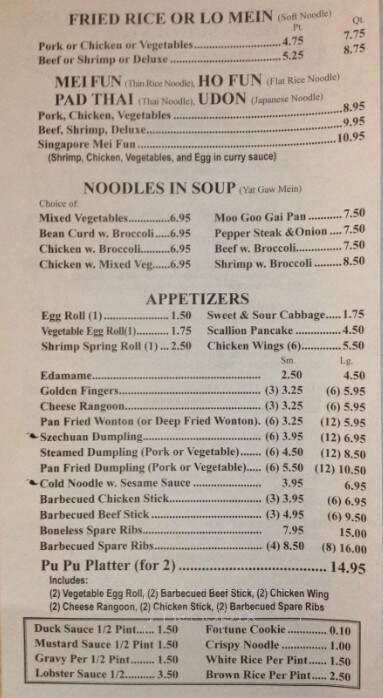 FRIED RICE OR LO MEIN (Soft Noodle)
Pt. Qt.
Pork or Chicken or Vegetables...4.75 7.75
Beef or Shrimp or Deluxe...5.25 8.75
MEI FUN (Thin Rice Noodle), HO FUN (Flat Rice Noodle)
PAD THAI (Thai Noodle), UDON (Japanese Noodle)
Pork, Chicken, Vegetables...8.95
Beef, Shrimp, Deluxe...9.95
Singapore Mei Fun...10.95
(Shrimp, Chicken, Vegetables, and Egg in curry sauce)
NOODLES IN SOUP (Yat Gaw Mein)
Choice of:
Mixed Vegetables...6.95
Bean Curd w. Broccoli...6.95
Chicken w. Broccoli...6.95
Chicken w. Mixed Veg...6.95
Moo Goo Gai Pan...7.50
Pepper Steak & Onion...7.50
Beef w. Broccoli...7.50
Shrimp w. Broccoli...8.50
APPETIZERS
Egg Roll (1)...1.50
Vegetable Egg Roll(1)...1.75
Shrimp Spring Roll (1)...2.50
Sweet & Sour Cabbage...1.75
Scallion Pancake...4.50
Chicken Wings (6)...5.50
Sm. Lg.
Edamame...2.50 4.50
Golden Fingers...(3) 3.25 (6) 5.95
Cheese Rangoon...(3) 3.25 (6) 5.95
Pan Fried Wonton (or Deep Fried Wonton). (6) 3.25 (12) 5.95
Szechuan Dumpling...(6) 3.95 (12) 6.95
Steamed Dumpling (Pork or Vegetable)...(6) 4.50 (12) 8.50
Pan Fried Dumpling (Pork or Vegetable)...(6) 5.50 (12) 10.50
Cold Noodle w. Sesame Sauce...3.95 6.95
Barbecued Chicken Stick...(3) 3.95 (6) 6.95
Barbecued Beef Stick...(3) 4.95 (6) 9.50
Boneless Spare Ribs...7.95 15.00
Barbecued Spare Ribs...(4) 8.50 (8) 16.00
Pu Pu Platter (for 2)...14.95
Includes:
(2) Vegetable Egg Roll, (2) Barbecued Beef Stick, (2) Chicken Wing
(2) Cheese Rangoon, (2) Chicken Stick, (2) Barbecued Spare Ribs
Duck Sauce 1/2 Pint...1.50
Mustard Sauce 1/2 Pint...1.50
Gravy Per 1/2 Pint...1.50
Lobster Sauce 1/2...3.50
Fortune Cookie...0.10
Crispy Noodle...1.00
White Rice Per Pint...1.50
Brown Rice Per Pint...2.50